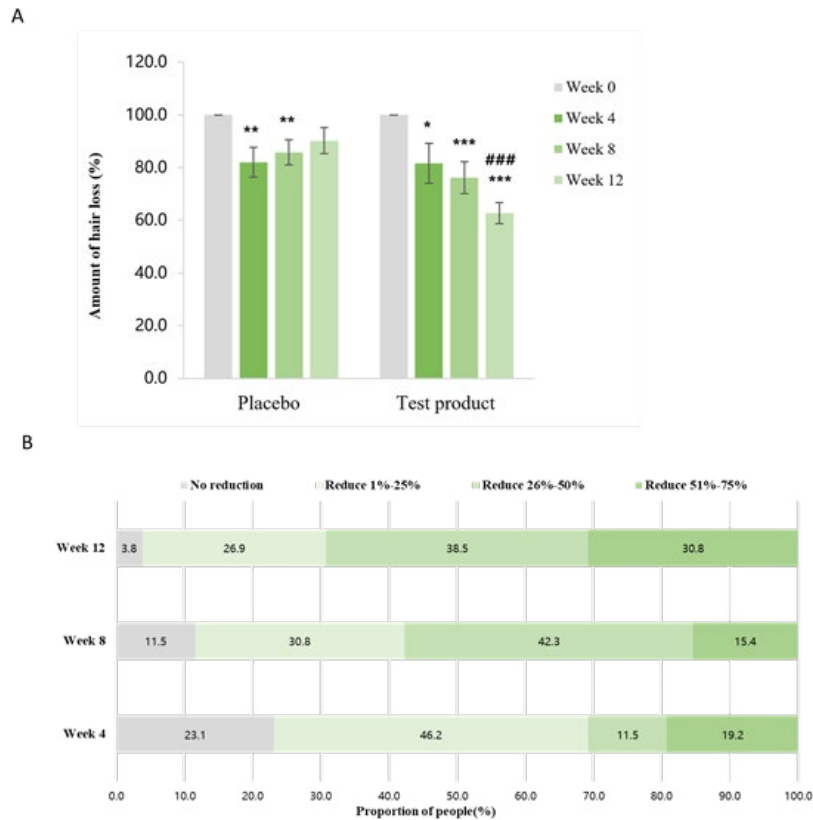 A
120.0
100.0
80.0
60.0
40.0
20.0
0.0
Amount of hair loss (%)
** ** * *** ### ***
Week 0
Week 4
Week 8
Week 12
Placebo Test product
B
No reduction Reduce 1%-25% Reduce 26%-50% Reduce 51%-75%
Week 12 3.8 26.9 38.5 30.8
Week 8 11.5 30.8 42.3 15.4
Week 4 23.1 46.2 11.5 19.2
0.0 10.0 20.0 30.0 40.0 50.0 60.0 70.0 80.0 90.0 100.0
Proportion of people(%)